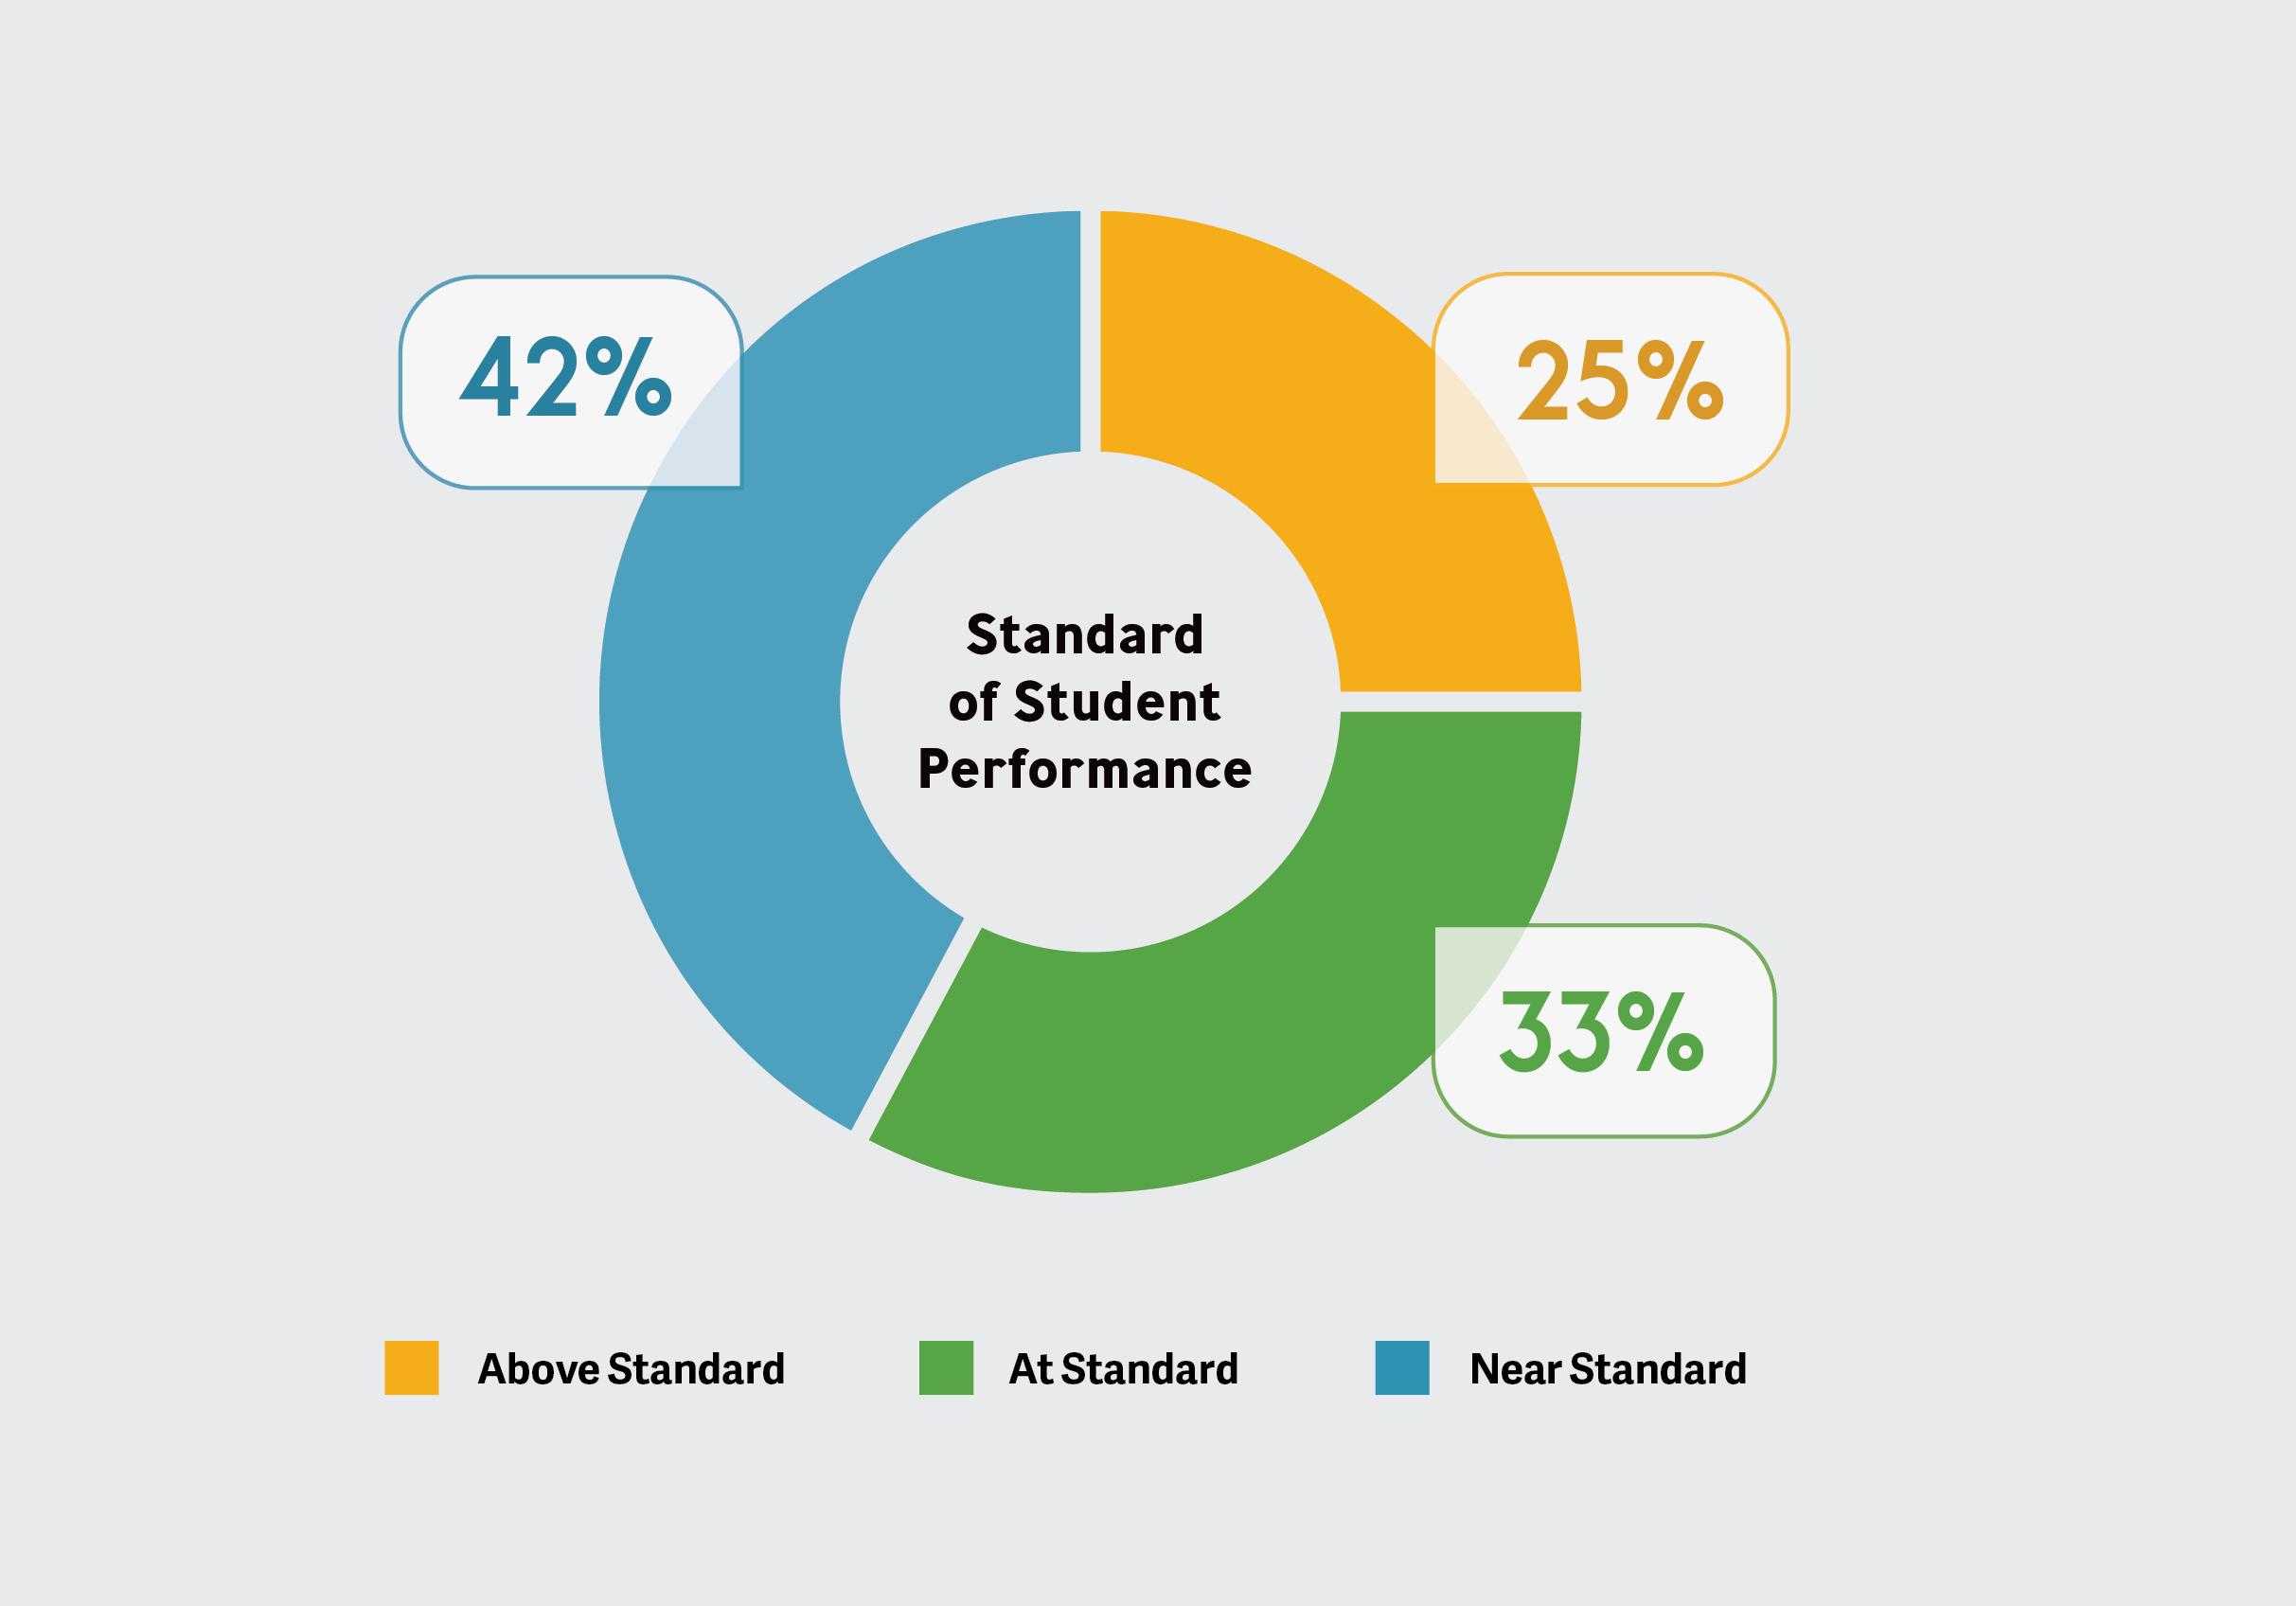 42%
25%
Standard
of Student
Performance
33%
Above Standard
At Standard
Near Standard